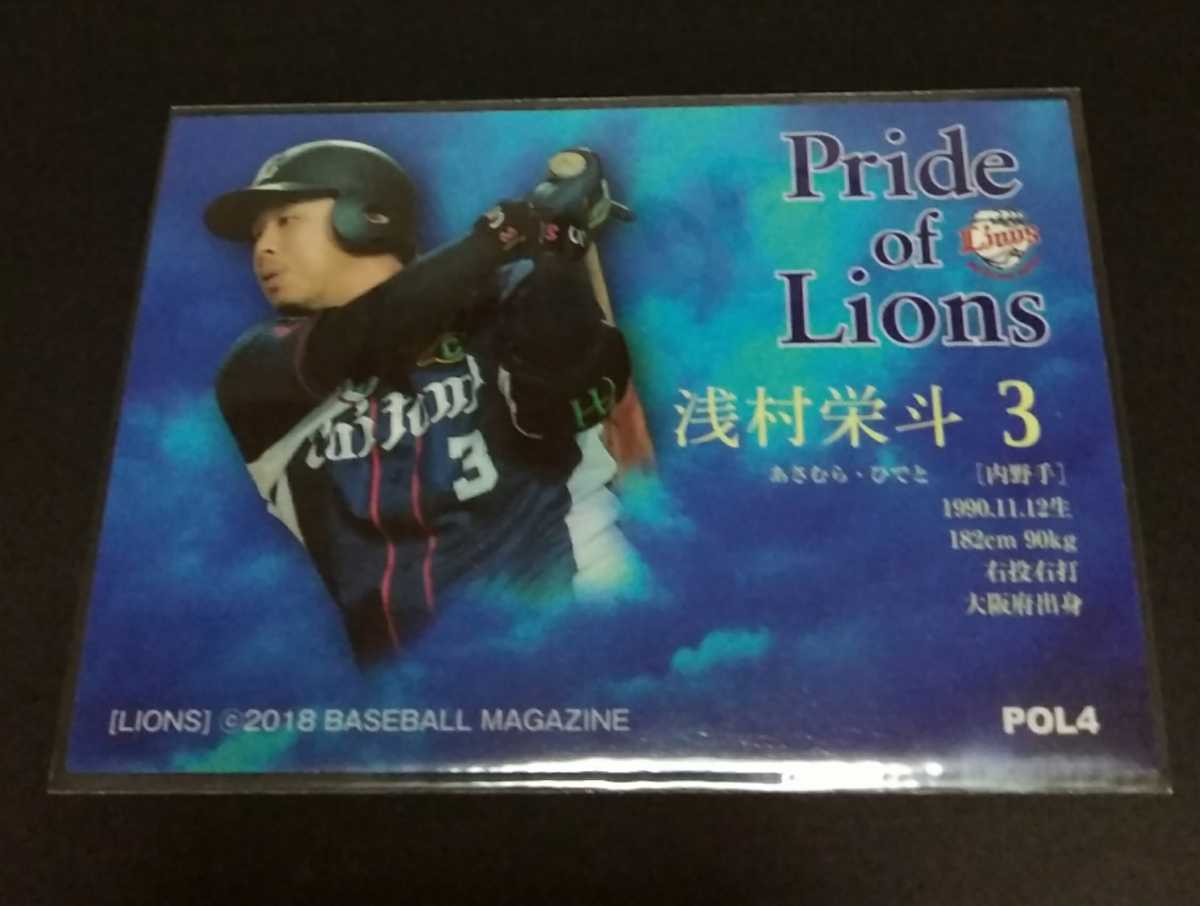 Pride
of
Lions
Lions
浅村栄斗 3
あさむら・ひでと [内野手]
1990.11.12生
182cm 90kg
右投右打
大阪府出身
3
[LIONS] ©2018 BASEBALL MAGAZINE
POL4